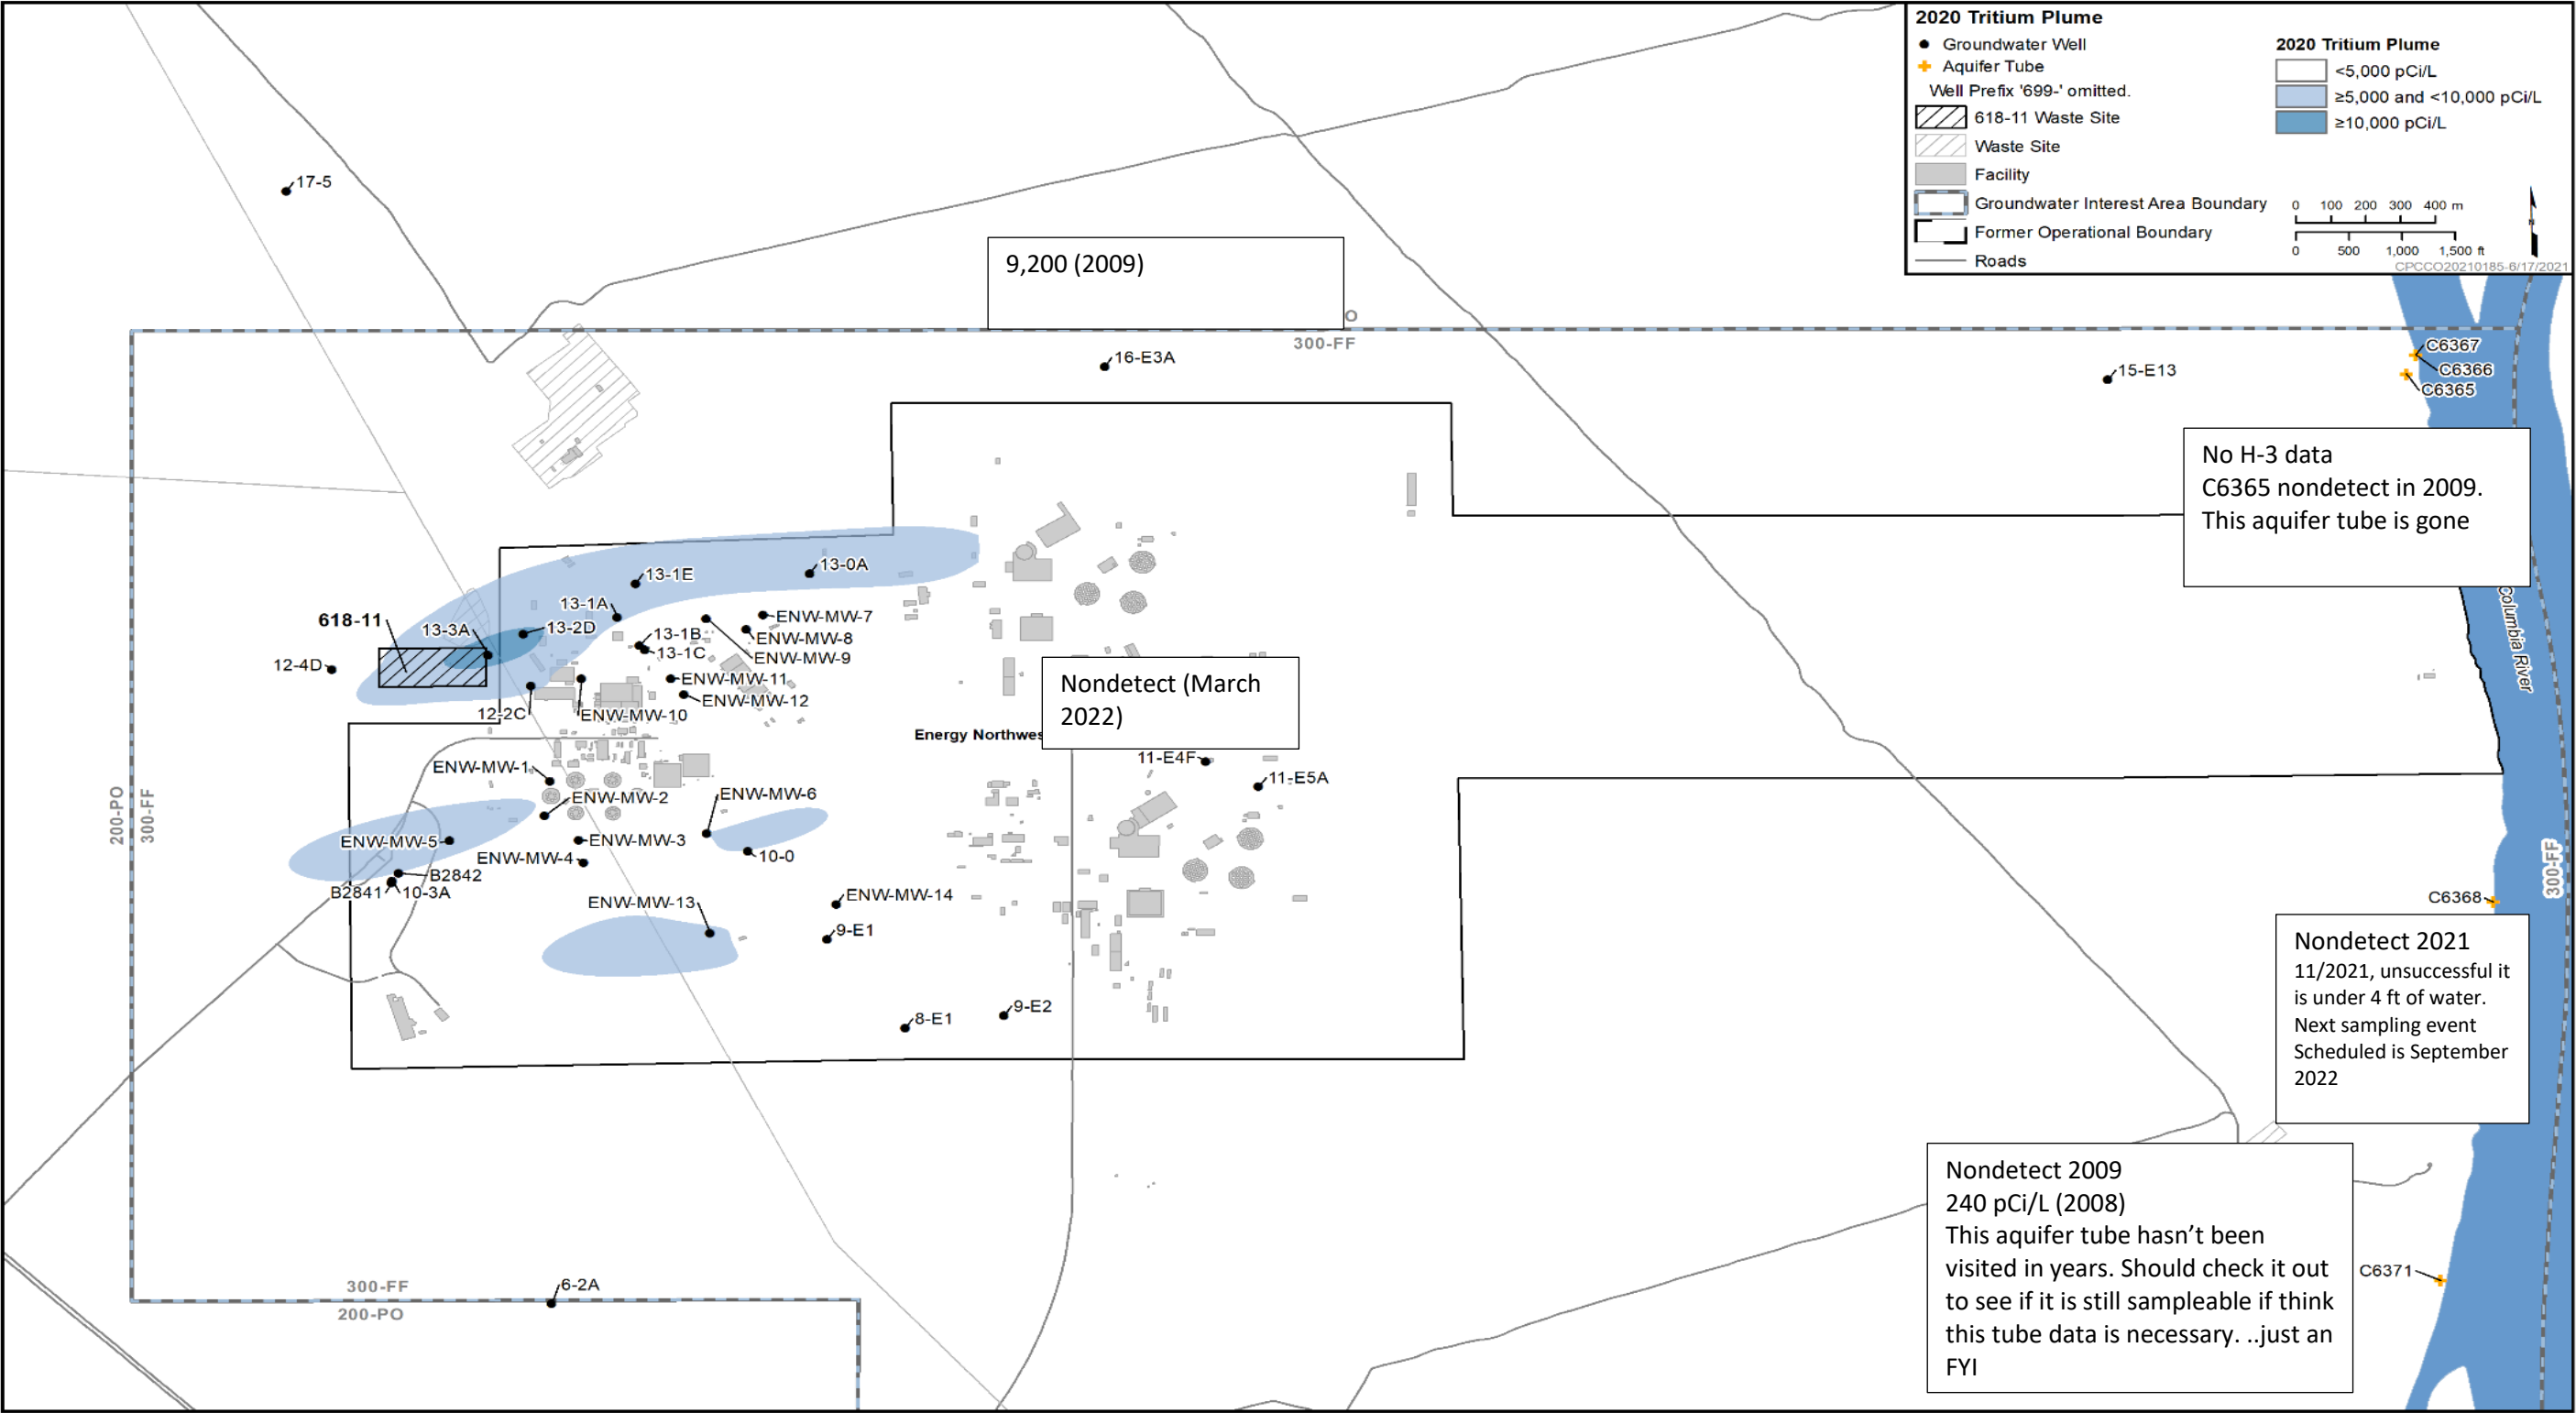 2020 Tritium Plume
Groundwater Well
Aquifer Tube
Well Prefix '699-' omitted.
618-11 Waste Site
Waste Site
Facility
Groundwater Interest Area Boundary
Former Operational Boundary
Roads
2020 Tritium Plume
<5,000 pCi/L
≥5,000 and <10,000 pCi/L
≥10,000 pCi/L
0 100 200 300 400 m
0 500 1,000 1,500 ft
N
CPCCO20210185-6/17/2021
17-5
9,200 (2009)
O
300-FF
16-E3A
15-E13
C6367
C6366
C6365
No H-3 data
C6365 nondetect in 2009.
This aquifer tube is gone
Columbia River
13-1E
13-0A
13-1A
618-11
13-3A
13-2D
13-1B
13-1C
ENW-MW-7
ENW-MW-8
ENW-MW-9
12-4D
ENW-MW-11
ENW-MW-12
12-2C
ENW-MW-10
Nondetect (March
2022)
Energy Northwes
11-E4F
11-E5A
ENW-MW-1
ENW-MW-2
ENW-MW-6
200-PO
300-FF
ENW-MW-5
ENW-MW-3
ENW-MW-4
10-0
B2842
B2841
10-3A
ENW-MW-13
ENW-MW-14
9-E1
300-FF
C6368
Nondetect 2021
11/2021, unsuccessful it
is under 4 ft of water.
Next sampling event
Scheduled is September
2022
8-E1
9-E2
Nondetect 2009
240 pCi/L (2008)
This aquifer tube hasn't been
visited in years. Should check it out
to see if it is still sampleable if think
this tube data is necessary. ..just an
FYI
C6371
300-FF
200-PO
6-2A